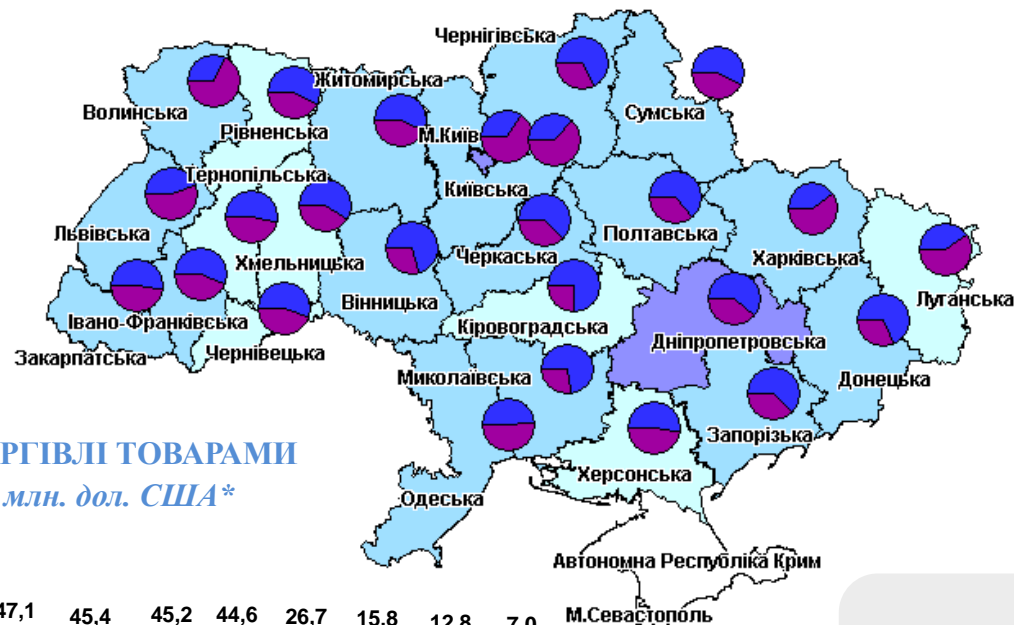 Чернігівська
Житомирська
Волинська
Сумська
Рівненська
М.Київ
Тернопільська
Київська
Львівська
Полтавська
Черкаська
Харківська
Хмельницька
Вінницька
Луганська
Івано-Франківська
Кіровоградська
Дніпропетровська
Закарпатська
Чернівецька
Миколаївська
Донецька
Запорізька
РГІВЛІ ТОВАРАМИ
Херсонська
млн. дол. США*
Одеська
Автономна Республіка Крим
47,1 45,4 45,2 44,6 26,7 15,8 12,8 7,0
М.Севастополь